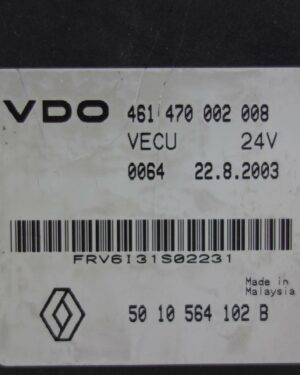 VDO 461 470 002 008
VECU 24V
0064 22.8.2003
FRV6I31S02231
Made in
Malaysia
50 10 564 102 B